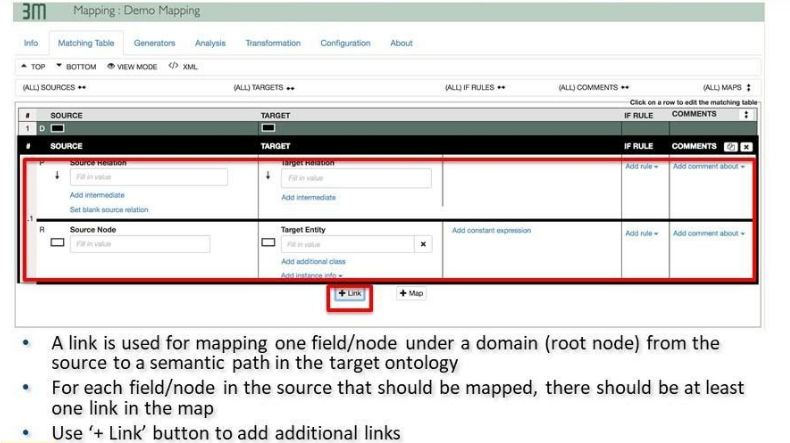 3M Mapping : Demo Mapping
Info Matching Table Generators Analysis Transformation Configuration About
TOP BOTTOM VIEW MODE </> XML
(ALL) SOURCES (ALL) TARGETS (ALL) IF RULES (ALL) COMMENTS (ALL) MAPS
Click on a row to edit the matching table
# SOURCE TARGET IF RULE COMMENTS
1 D
# SOURCE TARGET IF RULE COMMENTS
P Source Relation Target Relation Add rule Add comment about
Fill in value Fill in value
Add intermediate Add intermediate
Set blank source relation
.1
R Source Node Target Entity Add constant expression Add rule Add comment about
Fill in value Fill in value x
Add additional class
Add instance info
+ Link + Map
• A link is used for mapping one field/node under a domain (root node) from the
source to a semantic path in the target ontology
• For each field/node in the source that should be mapped, there should be at least
one link in the map
• Use ‘+ Link’ button to add additional links